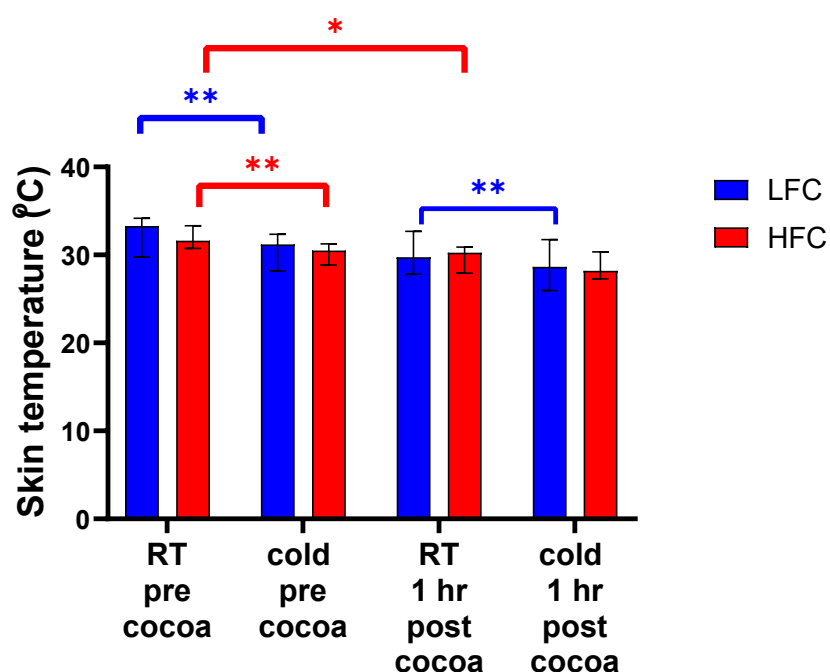 *
**
**
**
40
30
20
10
0
Skin temperature (⁰C)
LFC
HFC
RT
pre
cocoa
cold
pre
cocoa
RT
1 hr
post
cocoa
cold
1 hr
post
cocoa